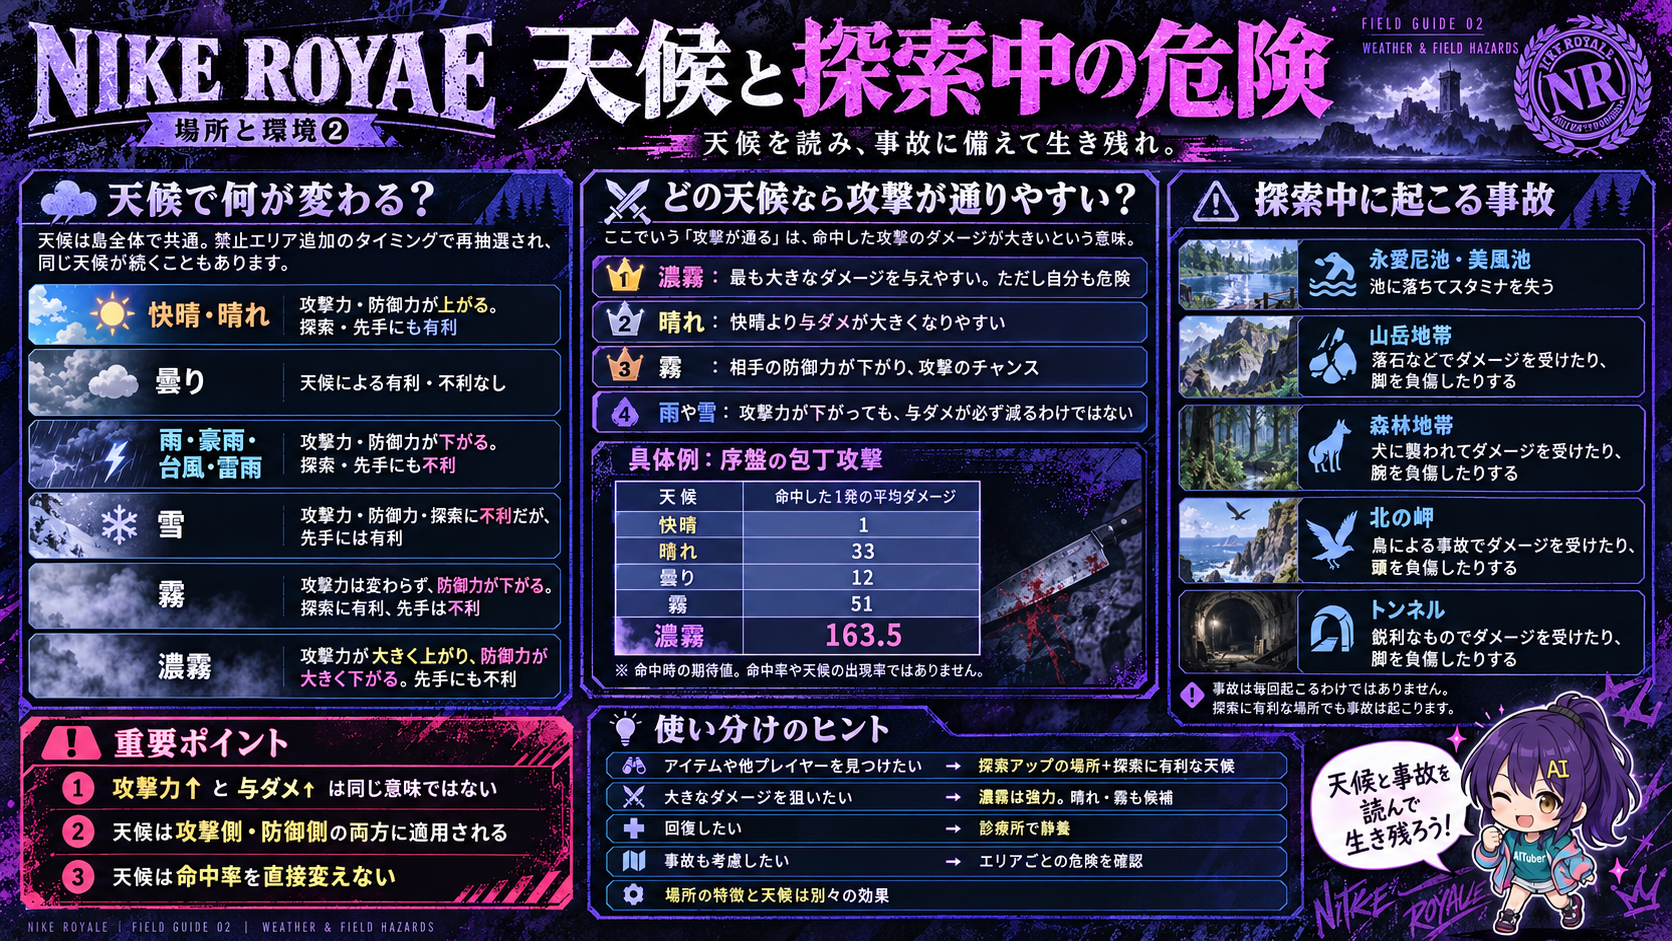 NIKE ROYAE
場所と環境❷
天候と探索中の危険
天候を読み、事故に備えて生き残れ。
FIELD GUIDE 02
WEATHER & FIELD HAZARDS
NIKE ROYALE
NR
天候で何が変わる？
天候は島全体で共通。禁止エリア追加のタイミングで再抽選され、
同じ天候が続くこともあります。
快晴・晴れ
攻撃力・防御力が上がる。
探索・先手にも有利
曇り
天候による有利・不利なし
雨・豪雨・
台風・雷雨
攻撃力・防御力が下がる。
探索・先手にも不利
雪
攻撃力・防御力・探索に不利だが、
先手には有利
霧
攻撃力は変わらず、防御力が下がる。
探索に有利、先手は不利
濃霧
攻撃力が大きく上がり、防御力が
大きく下がる。先手にも不利
重要ポイント
1 攻撃力↑ と 与ダメ↑ は同じ意味ではない
2 天候は攻撃側・防御側の両方に適用される
3 天候は命中率を直接変えない
どの天候なら攻撃が通りやすい？
ここでいう「攻撃が通る」は、命中した攻撃のダメージが大きいという意味。
1 濃霧：最も大きなダメージを与えやすい。ただし自分も危険
2 晴れ：快晴より与ダメが大きくなりやすい
3 霧：相手の防御力が下がり、攻撃のチャンス
4 雨や雪：攻撃力が下がっても、与ダメが必ず減るわけではない
具体例：序盤の包丁攻撃
天候 命中した1発の平均ダメージ
快晴 1
晴れ 33
曇り 12
霧 51
濃霧 163.5
※ 命中時の期待値。命中率や天候の出現率ではありません。
使い分けのヒント
アイテムや他プレイヤーを見つけたい → 探索アップの場所+探索に有利な天候
大きなダメージを狙いたい → 濃霧は強力。晴れ・霧も候補
回復したい → 診療所で静養
事故も考慮したい → エリアごとの危険を確認
場所の特徴と天候は別々の効果
探索中に起こる事故
永愛尼池・美風池
池に落ちてスタミナを失う
山岳地帯
落石などでダメージを受けたり、
脚を負傷したりする
森林地帯
犬に襲われてダメージを受けたり、
腕を負傷したりする
北の岬
鳥による事故でダメージを受けたり、
頭を負傷したりする
トンネル
鋭利なものでダメージを受けたり、
脚を負傷したりする
事故は毎回起こるわけではありません。
探索に有利な場所でも事故は起こります。
天候と事故を
読んで
生き残ろう！
AI
AITuber
NIKE ROYALE
NIKE ROYALE | FIELD GUIDE 02 | WEATHER & FIELD HAZARDS